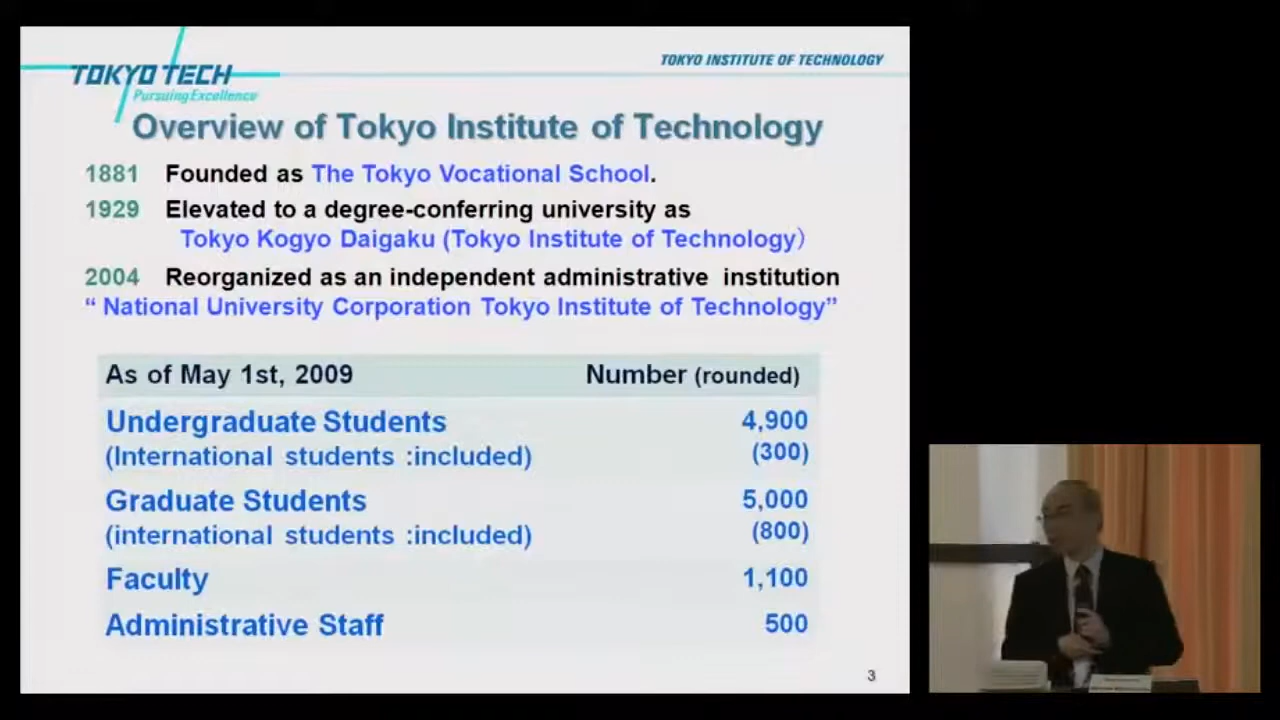 TOKYO TECH
Pursuing Excellence
TOKYO INSTITUTE OF TECHNOLOGY
Overview of Tokyo Institute of Technology
1881 Founded as The Tokyo Vocational School.
1929 Elevated to a degree-conferring university as
Tokyo Kogyo Daigaku (Tokyo Institute of Technology）
2004 Reorganized as an independent administrative institution
“ National University Corporation Tokyo Institute of Technology”
As of May 1st, 2009 Number (rounded)
Undergraduate Students 4,900
(International students :included) (300)
Graduate Students 5,000
(international students :included) (800)
Faculty 1,100
Administrative Staff 500
3